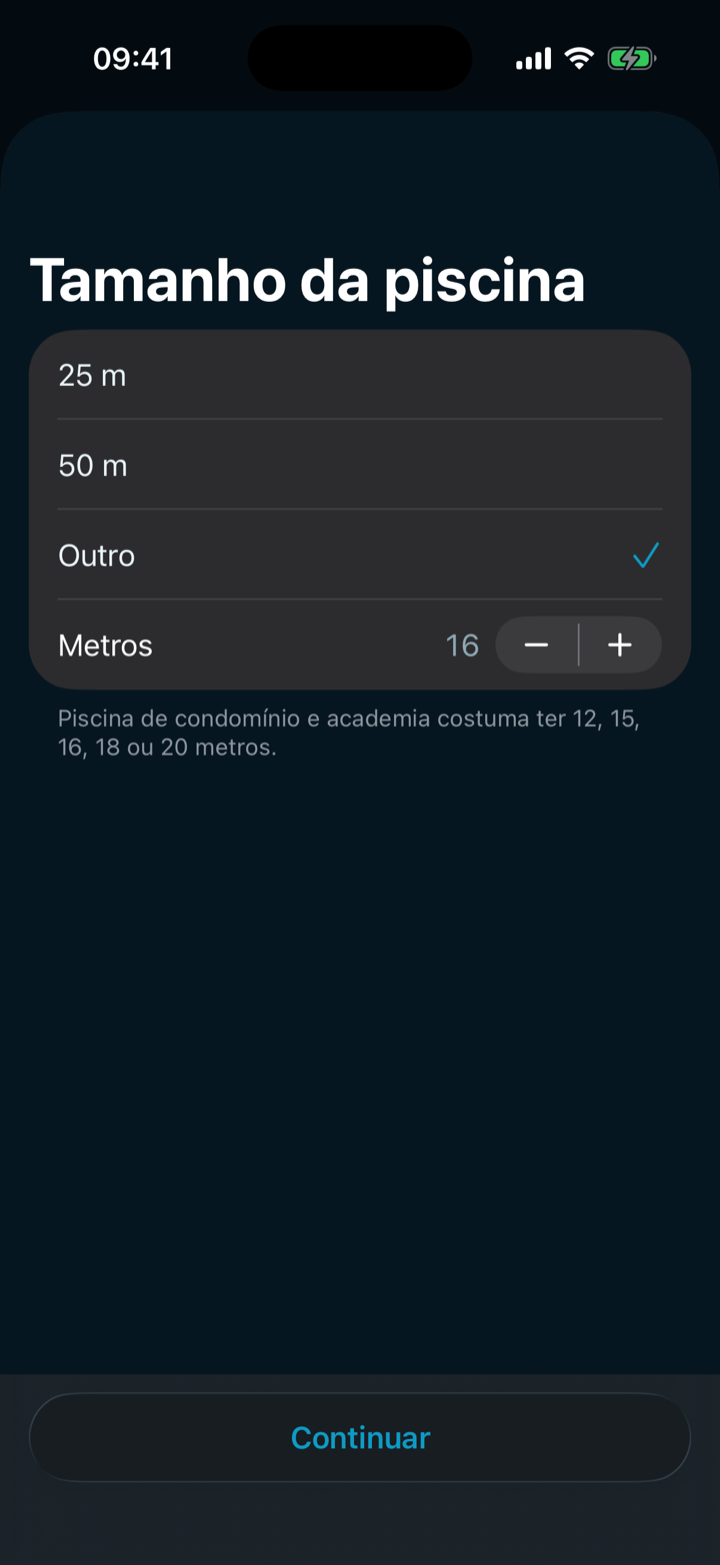 09:41
Tamanho da piscina
25 m
50 m
Outro
Metros 16
Piscina de condomínio e academia costuma ter 12, 15,
16, 18 ou 20 metros.
Continuar